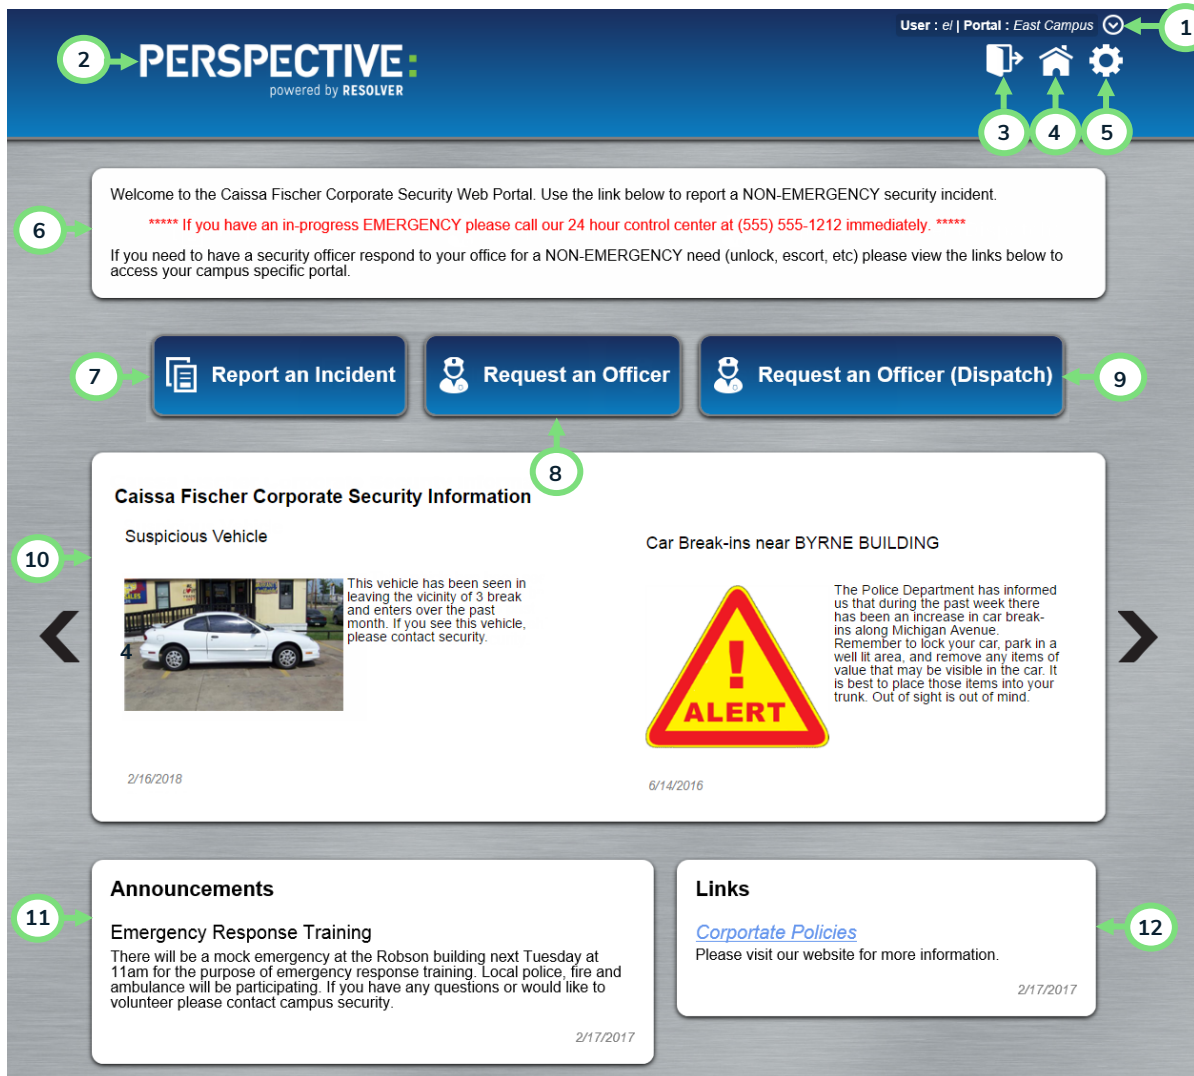 User : el | Portal : East Campus
1
2
PERSPECTIVE:
powered by RESOLVER
3
4
5
Welcome to the Caissa Fischer Corporate Security Web Portal. Use the link below to report a NON-EMERGENCY security incident.
6
***** If you have an in-progress EMERGENCY please call our 24 hour control center at (555) 555-1212 immediately. *****
If you need to have a security officer respond to your office for a NON-EMERGENCY need (unlock, escort, etc) please view the links below to
access your campus specific portal.
7
Report an Incident
Request an Officer
Request an Officer (Dispatch)
9
8
Caissa Fischer Corporate Security Information
10
Suspicious Vehicle
This vehicle has been seen in
leaving the vicinity of 3 break
and enters over the past
month. If you see this vehicle,
please contact security.
4
2/16/2018
Car Break-ins near BYRNE BUILDING
ALERT
The Police Department has informed
us that during the past week there
has been an increase in car break-
ins along Michigan Avenue.
Remember to lock your car, park in a
well lit area, and remove any items of
value that may be visible in the car. It
is best to place those items into your
trunk. Out of sight is out of mind.
6/14/2016
11
Announcements
Emergency Response Training
There will be a mock emergency at the Robson building next Tuesday at
11am for the purpose of emergency response training. Local police, fire and
ambulance will be participating. If you have any questions or would like to
volunteer please contact campus security.
2/17/2017
Links
12
Corportate Policies
Please visit our website for more information.
2/17/2017